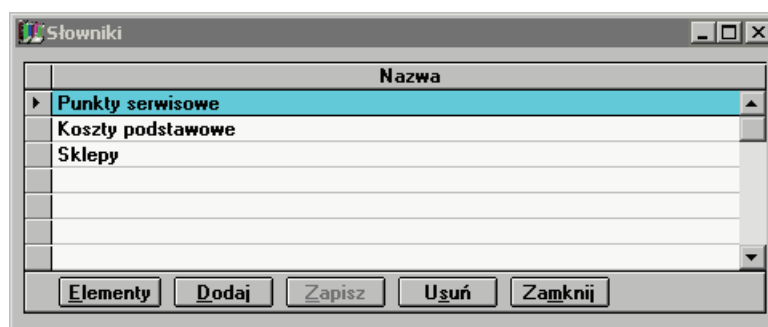 Słowniki
Nazwa
Punkty serwisowe
Koszty podstawowe
Sklepy
Elementy Dodaj Zapisz Usuń Zamknij